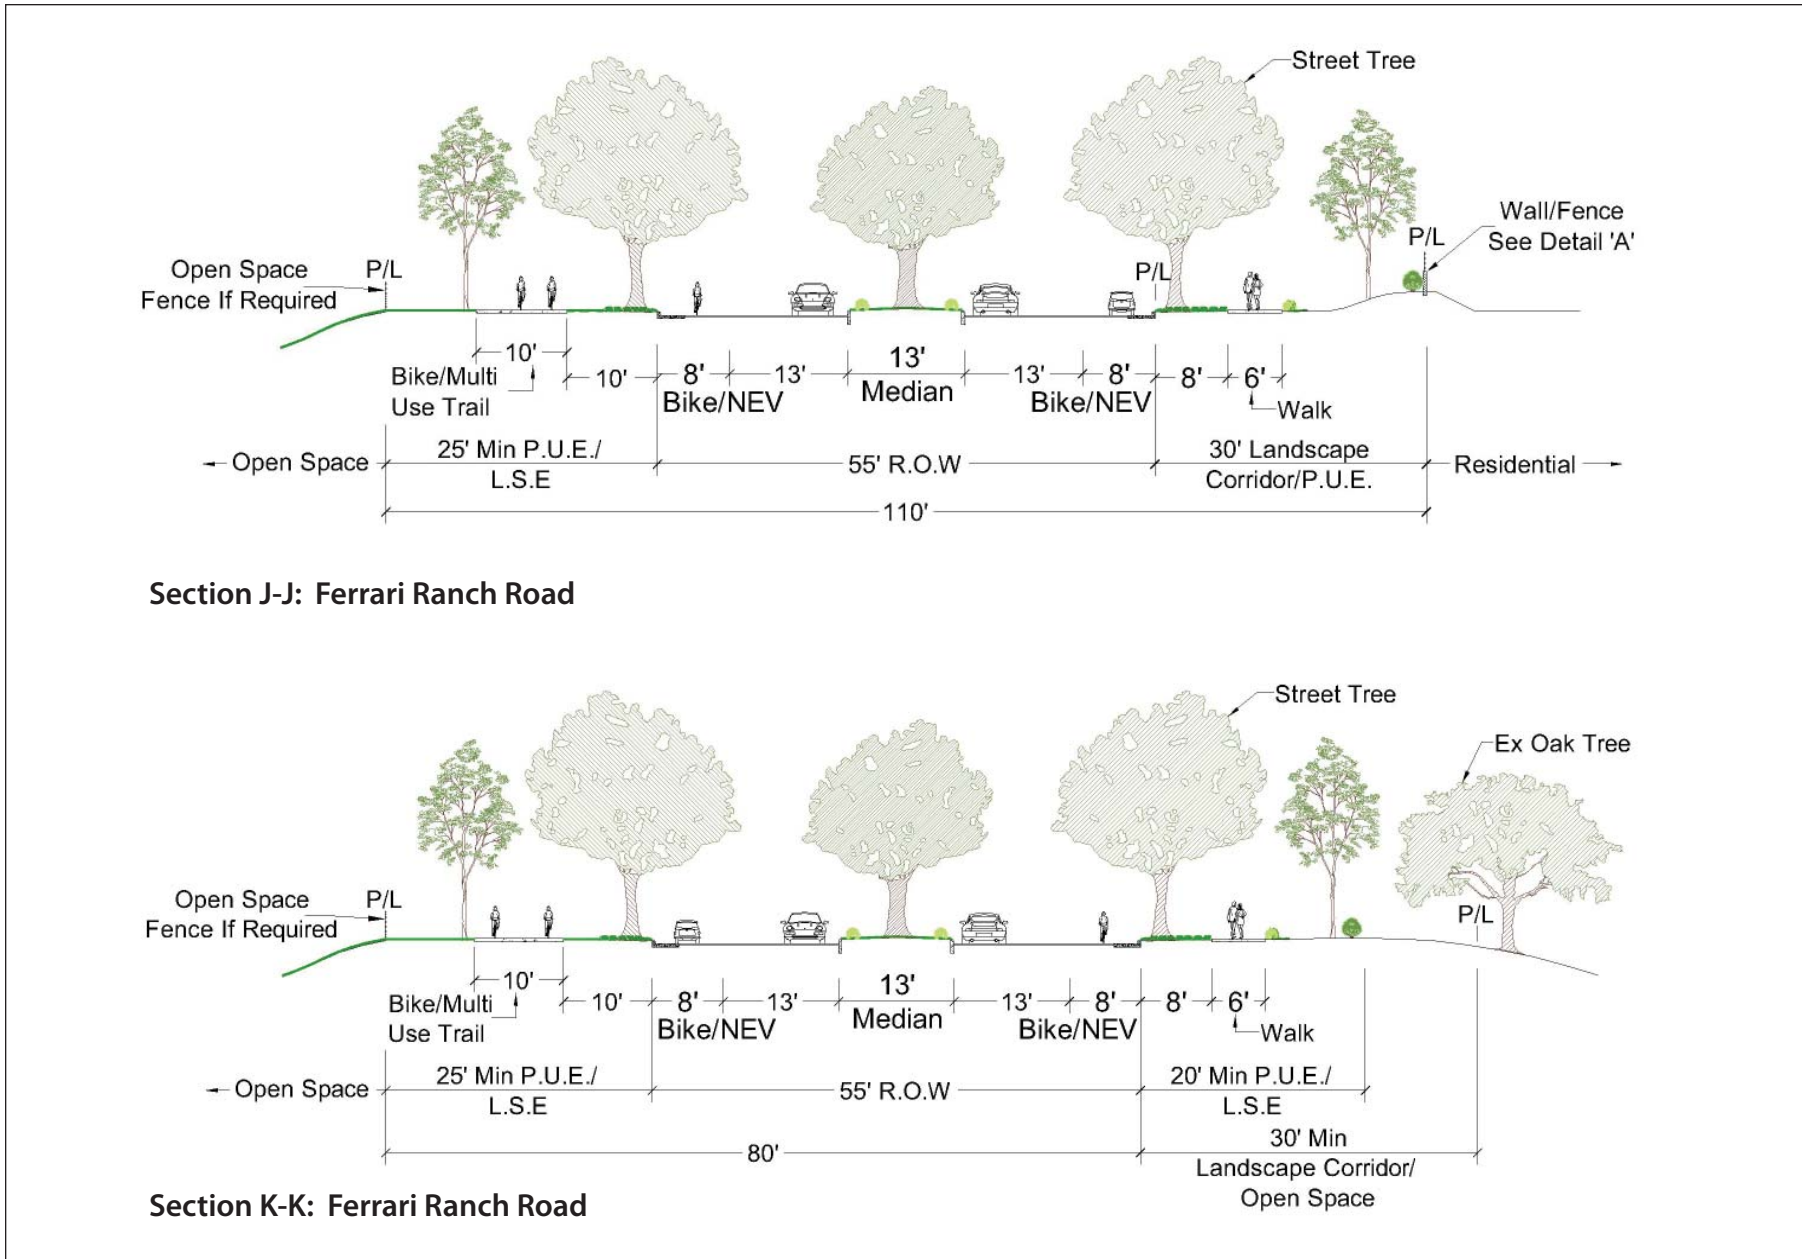 Street Tree
Wall/Fence
See Detail 'A'
P/L
P/L
P/L
Open Space
Fence If Required
10'
Bike/Multi
Use Trail
10'
8'
Bike/NEV
13'
13'
Median
13'
8'
Bike/NEV
8'
6'
Walk
Open Space
25' Min P.U.E./
L.S.E
55' R.O.W
30' Landscape
Corridor/P.U.E.
Residential
110'
Section J-J: Ferrari Ranch Road
Street Tree
Ex Oak Tree
P/L
P/L
Open Space
Fence If Required
10'
Bike/Multi
Use Trail
10'
8'
Bike/NEV
13'
13'
Median
13'
8'
Bike/NEV
8'
6'
Walk
Open Space
25' Min P.U.E./
L.S.E
55' R.O.W
20' Min P.U.E./
L.S.E
80'
30' Min
Landscape Corridor/
Open Space
Section K-K: Ferrari Ranch Road